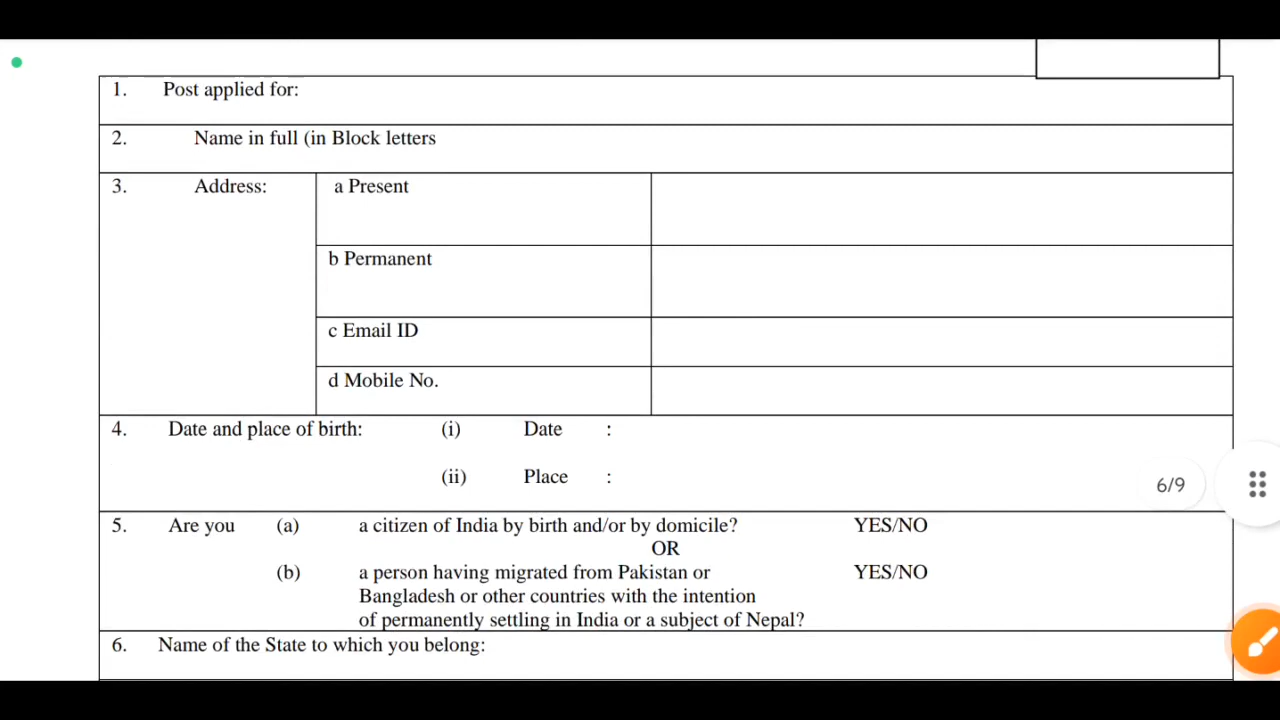 1. Post applied for:
2. Name in full (in Block letters
3. Address: a Present
b Permanent
c Email ID
d Mobile No.
4. Date and place of birth: (i) Date :
(ii) Place :
5. Are you (a) a citizen of India by birth and/or by domicile? YES/NO
OR
(b) a person having migrated from Pakistan or YES/NO
Bangladesh or other countries with the intention
of permanently settling in India or a subject of Nepal?
6. Name of the State to which you belong:
6/9